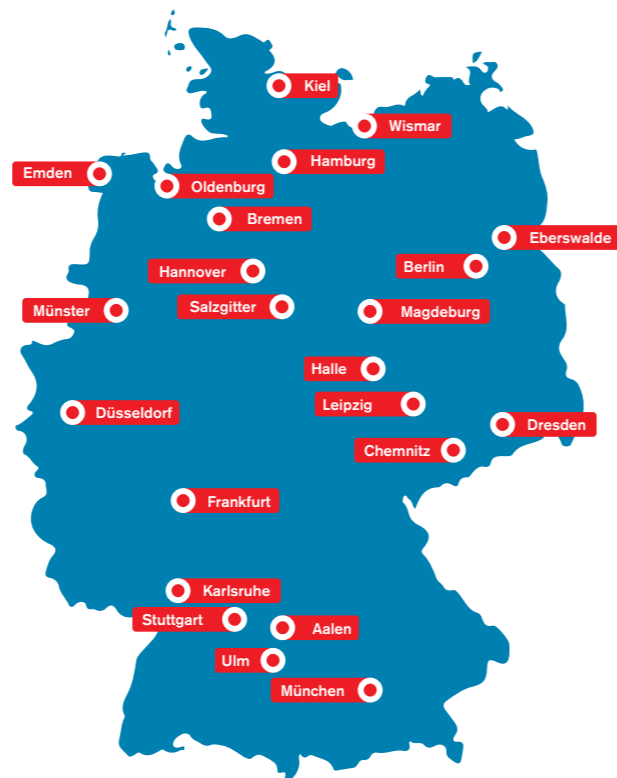 Kiel
Wismar
Hamburg
Emden
Oldenburg
Bremen
Eberswalde
Berlin
Hannover
Salzgitter
Münster
Magdeburg
Halle
Leipzig
Düsseldorf
Dresden
Chemnitz
Frankfurt
Karlsruhe
Stuttgart
Aalen
Ulm
München